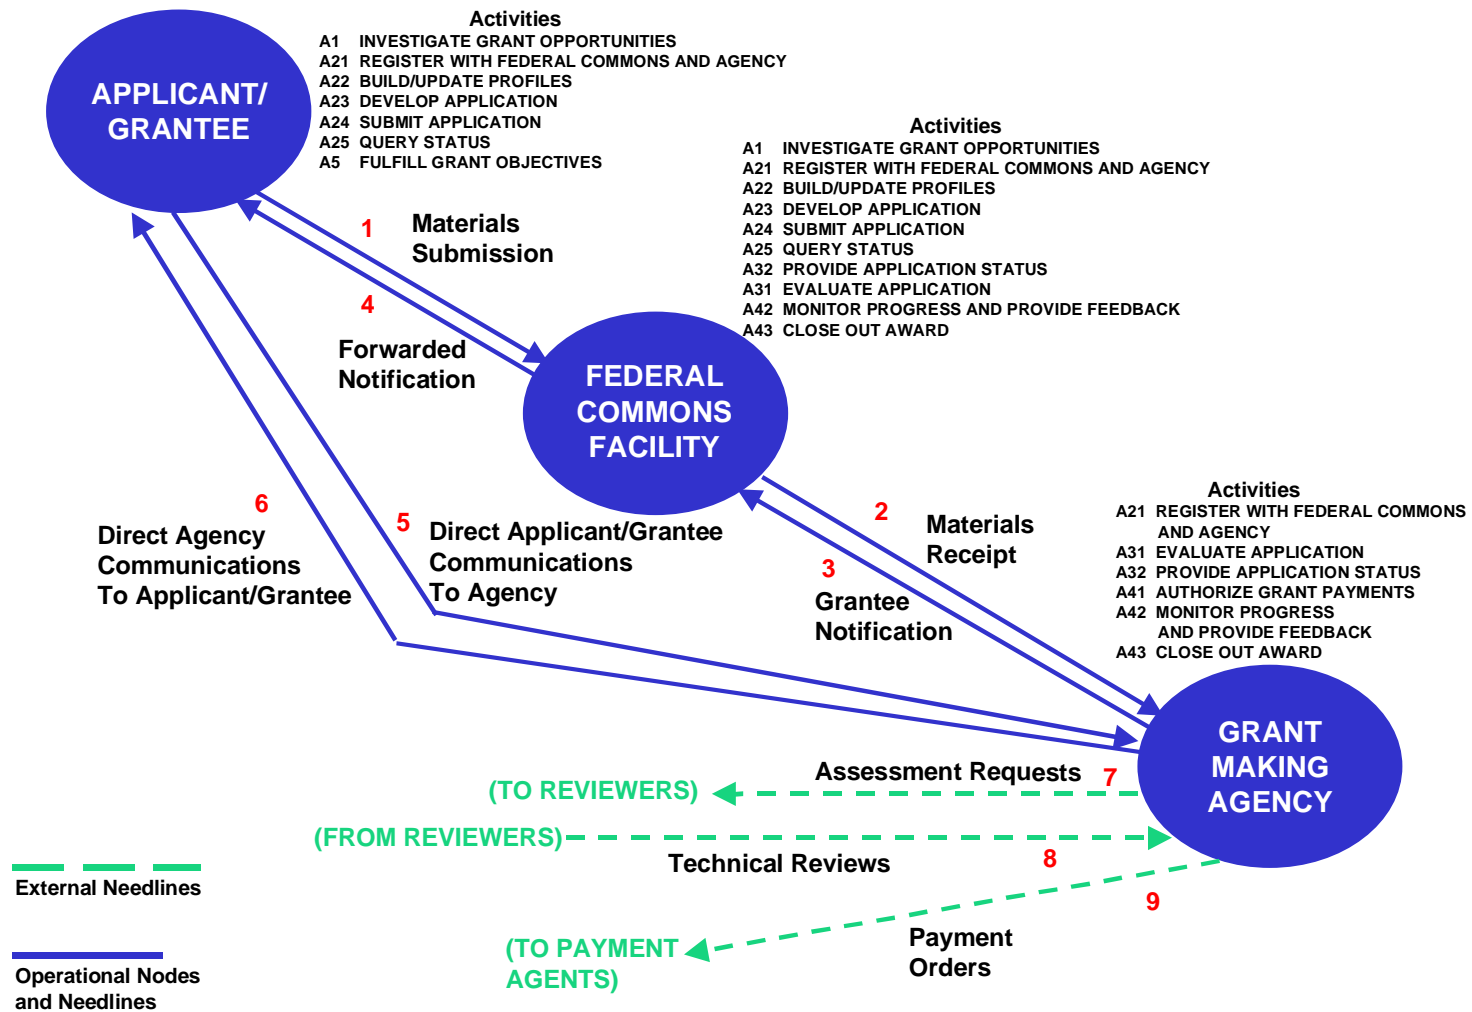 Activities
A1 INVESTIGATE GRANT OPPORTUNITIES
A21 REGISTER WITH FEDERAL COMMONS AND AGENCY
A22 BUILD/UPDATE PROFILES
A23 DEVELOP APPLICATION
A24 SUBMIT APPLICATION
A25 QUERY STATUS
A5 FULFILL GRANT OBJECTIVES
APPLICANT/
GRANTEE
Activities
A1 INVESTIGATE GRANT OPPORTUNITIES
A21 REGISTER WITH FEDERAL COMMONS AND AGENCY
A22 BUILD/UPDATE PROFILES
A23 DEVELOP APPLICATION
A24 SUBMIT APPLICATION
A25 QUERY STATUS
A32 PROVIDE APPLICATION STATUS
A31 EVALUATE APPLICATION
A42 MONITOR PROGRESS AND PROVIDE FEEDBACK
A43 CLOSE OUT AWARD
1
Materials
Submission
4
Forwarded
Notification
FEDERAL
COMMONS
FACILITY
6
Direct Agency
Communications
To Applicant/Grantee
5
Direct Applicant/Grantee
Communications
To Agency
2
Materials
Receipt
3
Grantee
Notification
Activities
A21 REGISTER WITH FEDERAL COMMONS
AND AGENCY
A31 EVALUATE APPLICATION
A32 PROVIDE APPLICATION STATUS
A41 AUTHORIZE GRANT PAYMENTS
A42 MONITOR PROGRESS
AND PROVIDE FEEDBACK
A43 CLOSE OUT AWARD
GRANT
MAKING
AGENCY
Assessment Requests
7
(TO REVIEWERS)
(FROM REVIEWERS)
Technical Reviews
8
9
(TO PAYMENT
AGENTS)
Payment
Orders
External Needlines
Operational Nodes
and Needlines